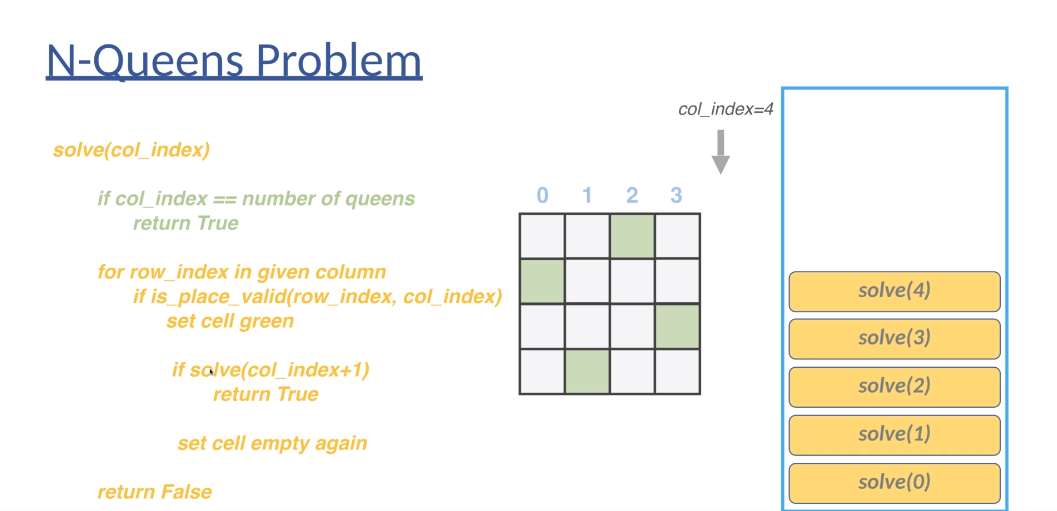 N-Queens Problem
col_index=4
solve(col_index)
if col_index == number of queens
return True
for row_index in given column
if is_place_valid(row_index, col_index)
set cell green
if solve(col_index+1)
return True
set cell empty again
return False
0 1 2 3
solve(4)
solve(3)
solve(2)
solve(1)
solve(0)